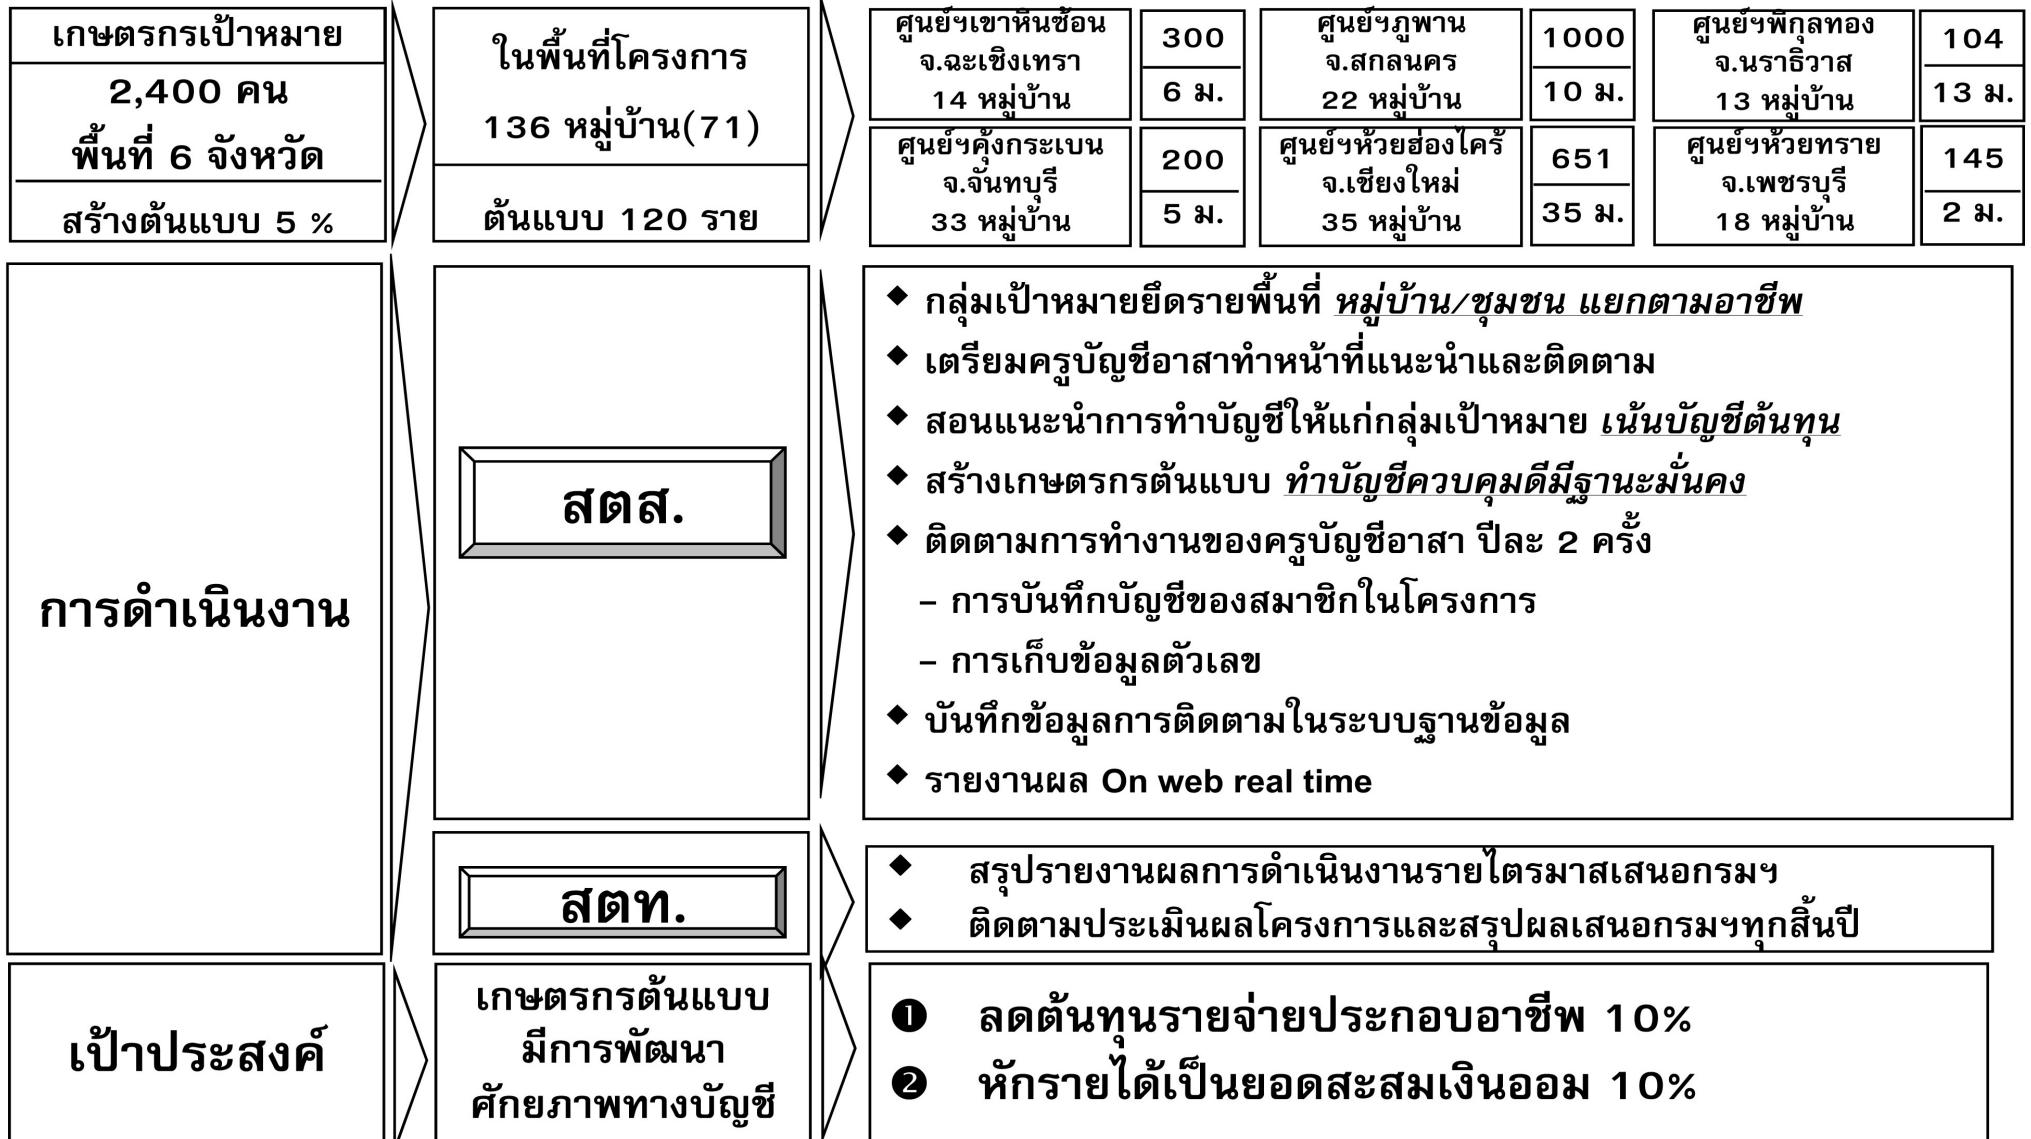 เกษตรกรเป้าหมาย
2,400 คน
พื้นที่ 6 จังหวัด
สร้างต้นแบบ 5 %
ในพื้นที่โครงการ
136 หมู่บ้าน(71)
ต้นแบบ 120 ราย
ศูนย์ฯเขาหินซ้อน
จ.ฉะเชิงเทรา
14 หมู่บ้าน
300
6 ม.
ศูนย์ฯภูพาน
จ.สกลนคร
22 หมู่บ้าน
1000
10 ม.
ศูนย์ฯพิกุลทอง
จ.นราธิวาส
13 หมู่บ้าน
104
13 ม.
ศูนย์ฯคุ้งกระเบน
จ.จันทบุรี
33 หมู่บ้าน
200
5 ม.
ศูนย์ฯห้วยฮ่องไคร้
จ.เชียงใหม่
35 หมู่บ้าน
651
35 ม.
ศูนย์ฯห้วยทราย
จ.เพชรบุรี
18 หมู่บ้าน
145
2 ม.
การดำเนินงาน
สตส.
◆ กลุ่มเป้าหมายยึดรายพื้นที่ หมู่บ้าน/ชุมชน แยกตามอาชีพ
◆ เตรียมครูบัญชีอาสาทำหน้าที่แนะนำและติดตาม
◆ สอนแนะนำการทำบัญชีให้แก่กลุ่มเป้าหมาย เน้นบัญชีต้นทุน
◆ สร้างเกษตรกรต้นแบบ ทำบัญชีควบคุมดีมีฐานะมั่นคง
◆ ติดตามการทำงานของครูบัญชีอาสา ปีละ 2 ครั้ง
– การบันทึกบัญชีของสมาชิกในโครงการ
– การเก็บข้อมูลตัวเลข
◆ บันทึกข้อมูลการติดตามในระบบฐานข้อมูล
◆ รายงานผล On web real time
สตท.
◆ สรุปรายงานผลการดำเนินงานรายไตรมาสเสนอกรมฯ
◆ ติดตามประเมินผลโครงการและสรุปผลเสนอกรมฯทุกสิ้นปี
เป้าประสงค์
เกษตรกรต้นแบบ
มีการพัฒนา
ศักยภาพทางบัญชี
❶ ลดต้นทุนรายจ่ายประกอบอาชีพ 10%
❷ หักรายได้เป็นยอดสะสมเงินออม 10%